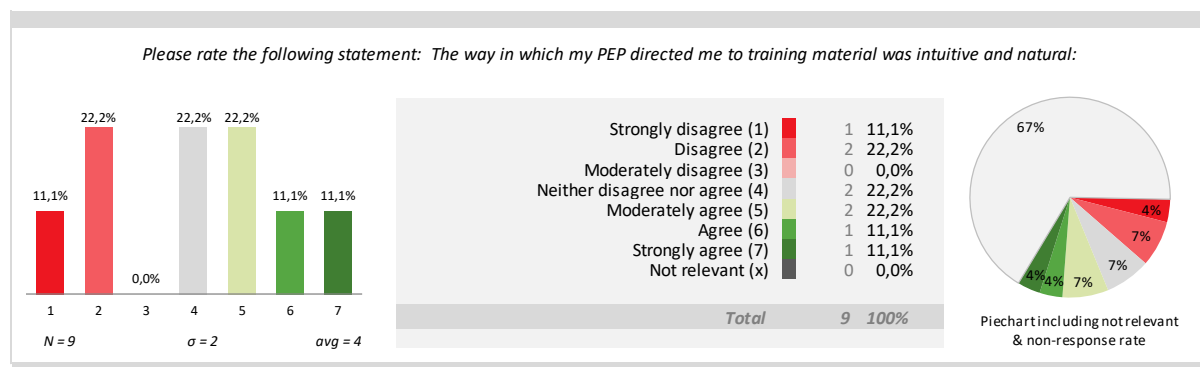 Please rate the following statement: The way in which my PEP directed me to training material was intuitive and natural:
11,1%
22,2%
0,0%
22,2%
22,2%
11,1%
11,1%
1 2 3 4 5 6 7
N = 9 σ = 2 avg = 4
Strongly disagree (1) 1 11,1%
Disagree (2) 2 22,2%
Moderately disagree (3) 0 0,0%
Neither disagree nor agree (4) 2 22,2%
Moderately agree (5) 2 22,2%
Agree (6) 1 11,1%
Strongly agree (7) 1 11,1%
Not relevant (x) 0 0,0%
Total 9 100%
67%
4%
7%
7%
7%
4%
4%
Piechart including not relevant
& non-response rate